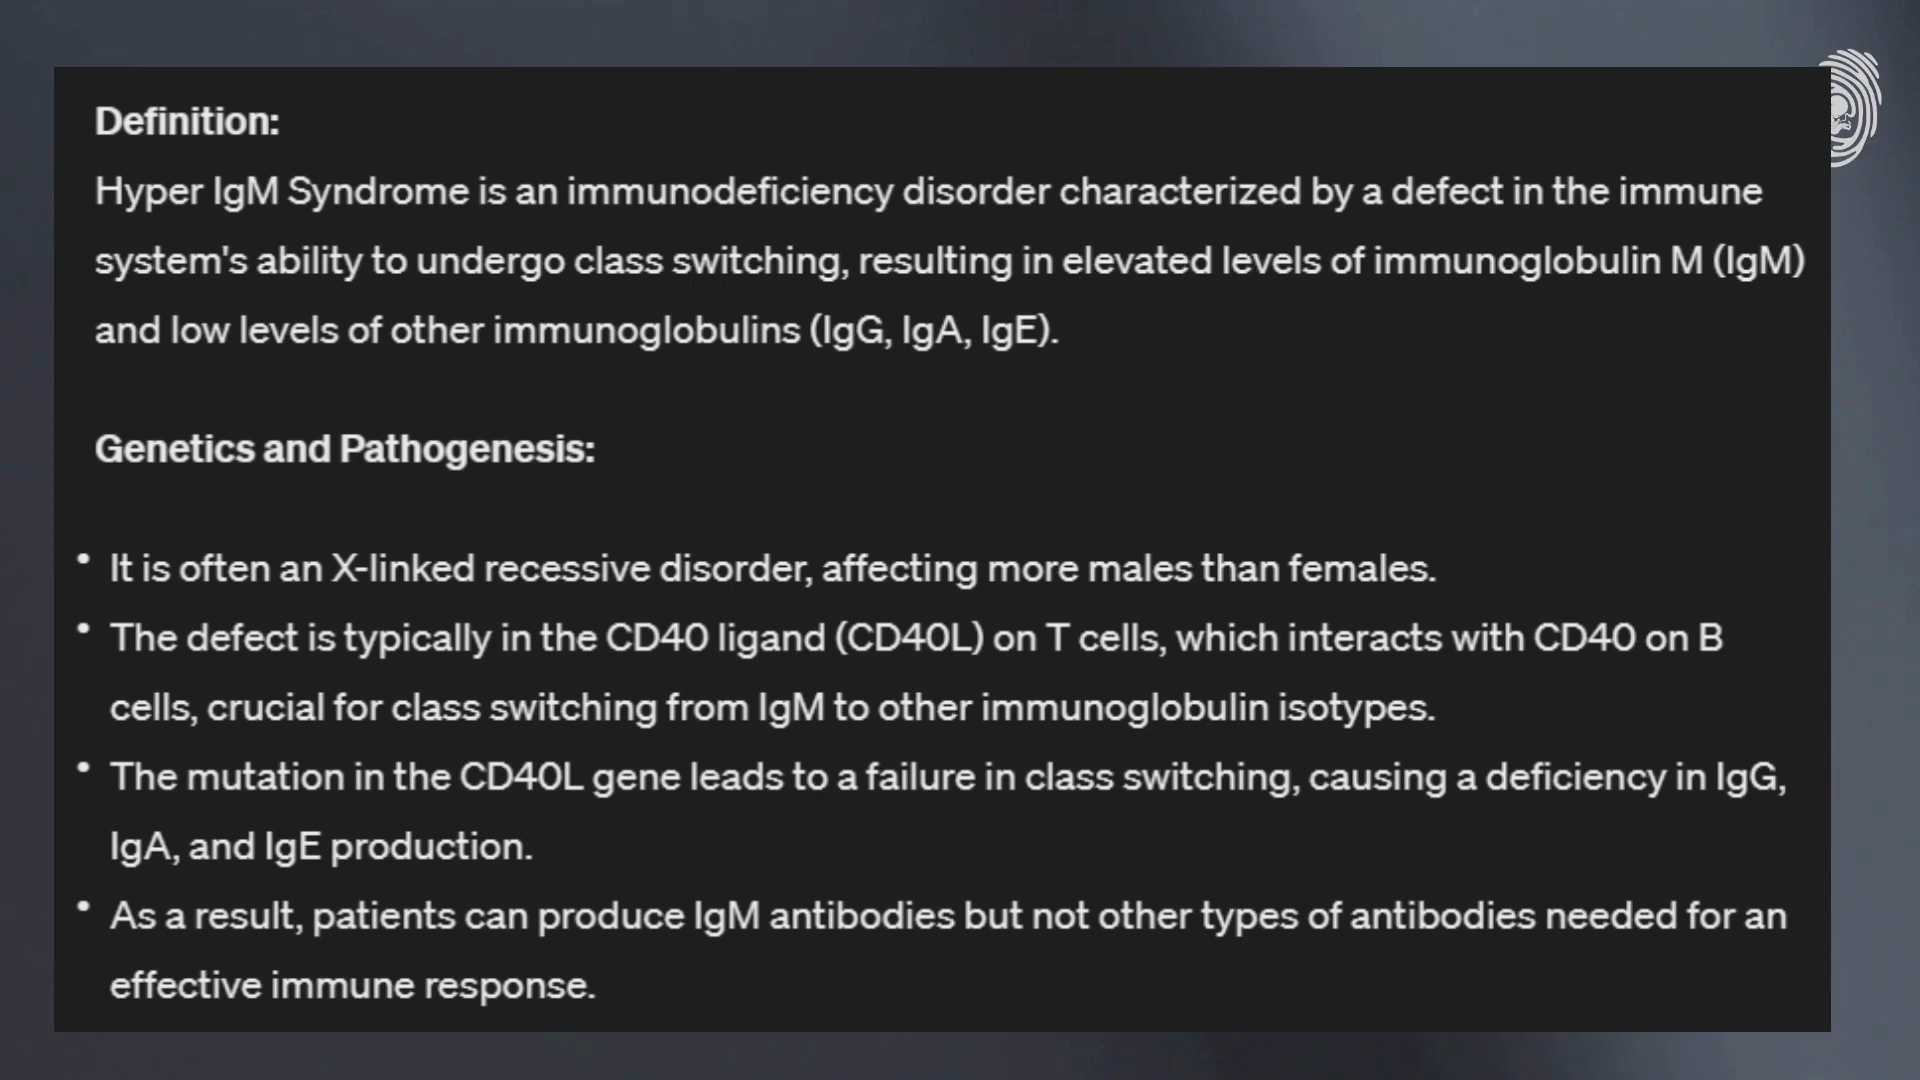 Definition:
Hyper IgM Syndrome is an immunodeficiency disorder characterized by a defect in the immune
system's ability to undergo class switching, resulting in elevated levels of immunoglobulin M (IgM)
and low levels of other immunoglobulins (IgG, IgA, IgE).
Genetics and Pathogenesis:
• It is often an X-linked recessive disorder, affecting more males than females.
• The defect is typically in the CD40 ligand (CD40L) on T cells, which interacts with CD40 on B
cells, crucial for class switching from IgM to other immunoglobulin isotypes.
• The mutation in the CD40L gene leads to a failure in class switching, causing a deficiency in IgG,
IgA, and IgE production.
• As a result, patients can produce IgM antibodies but not other types of antibodies needed for an
effective immune response.